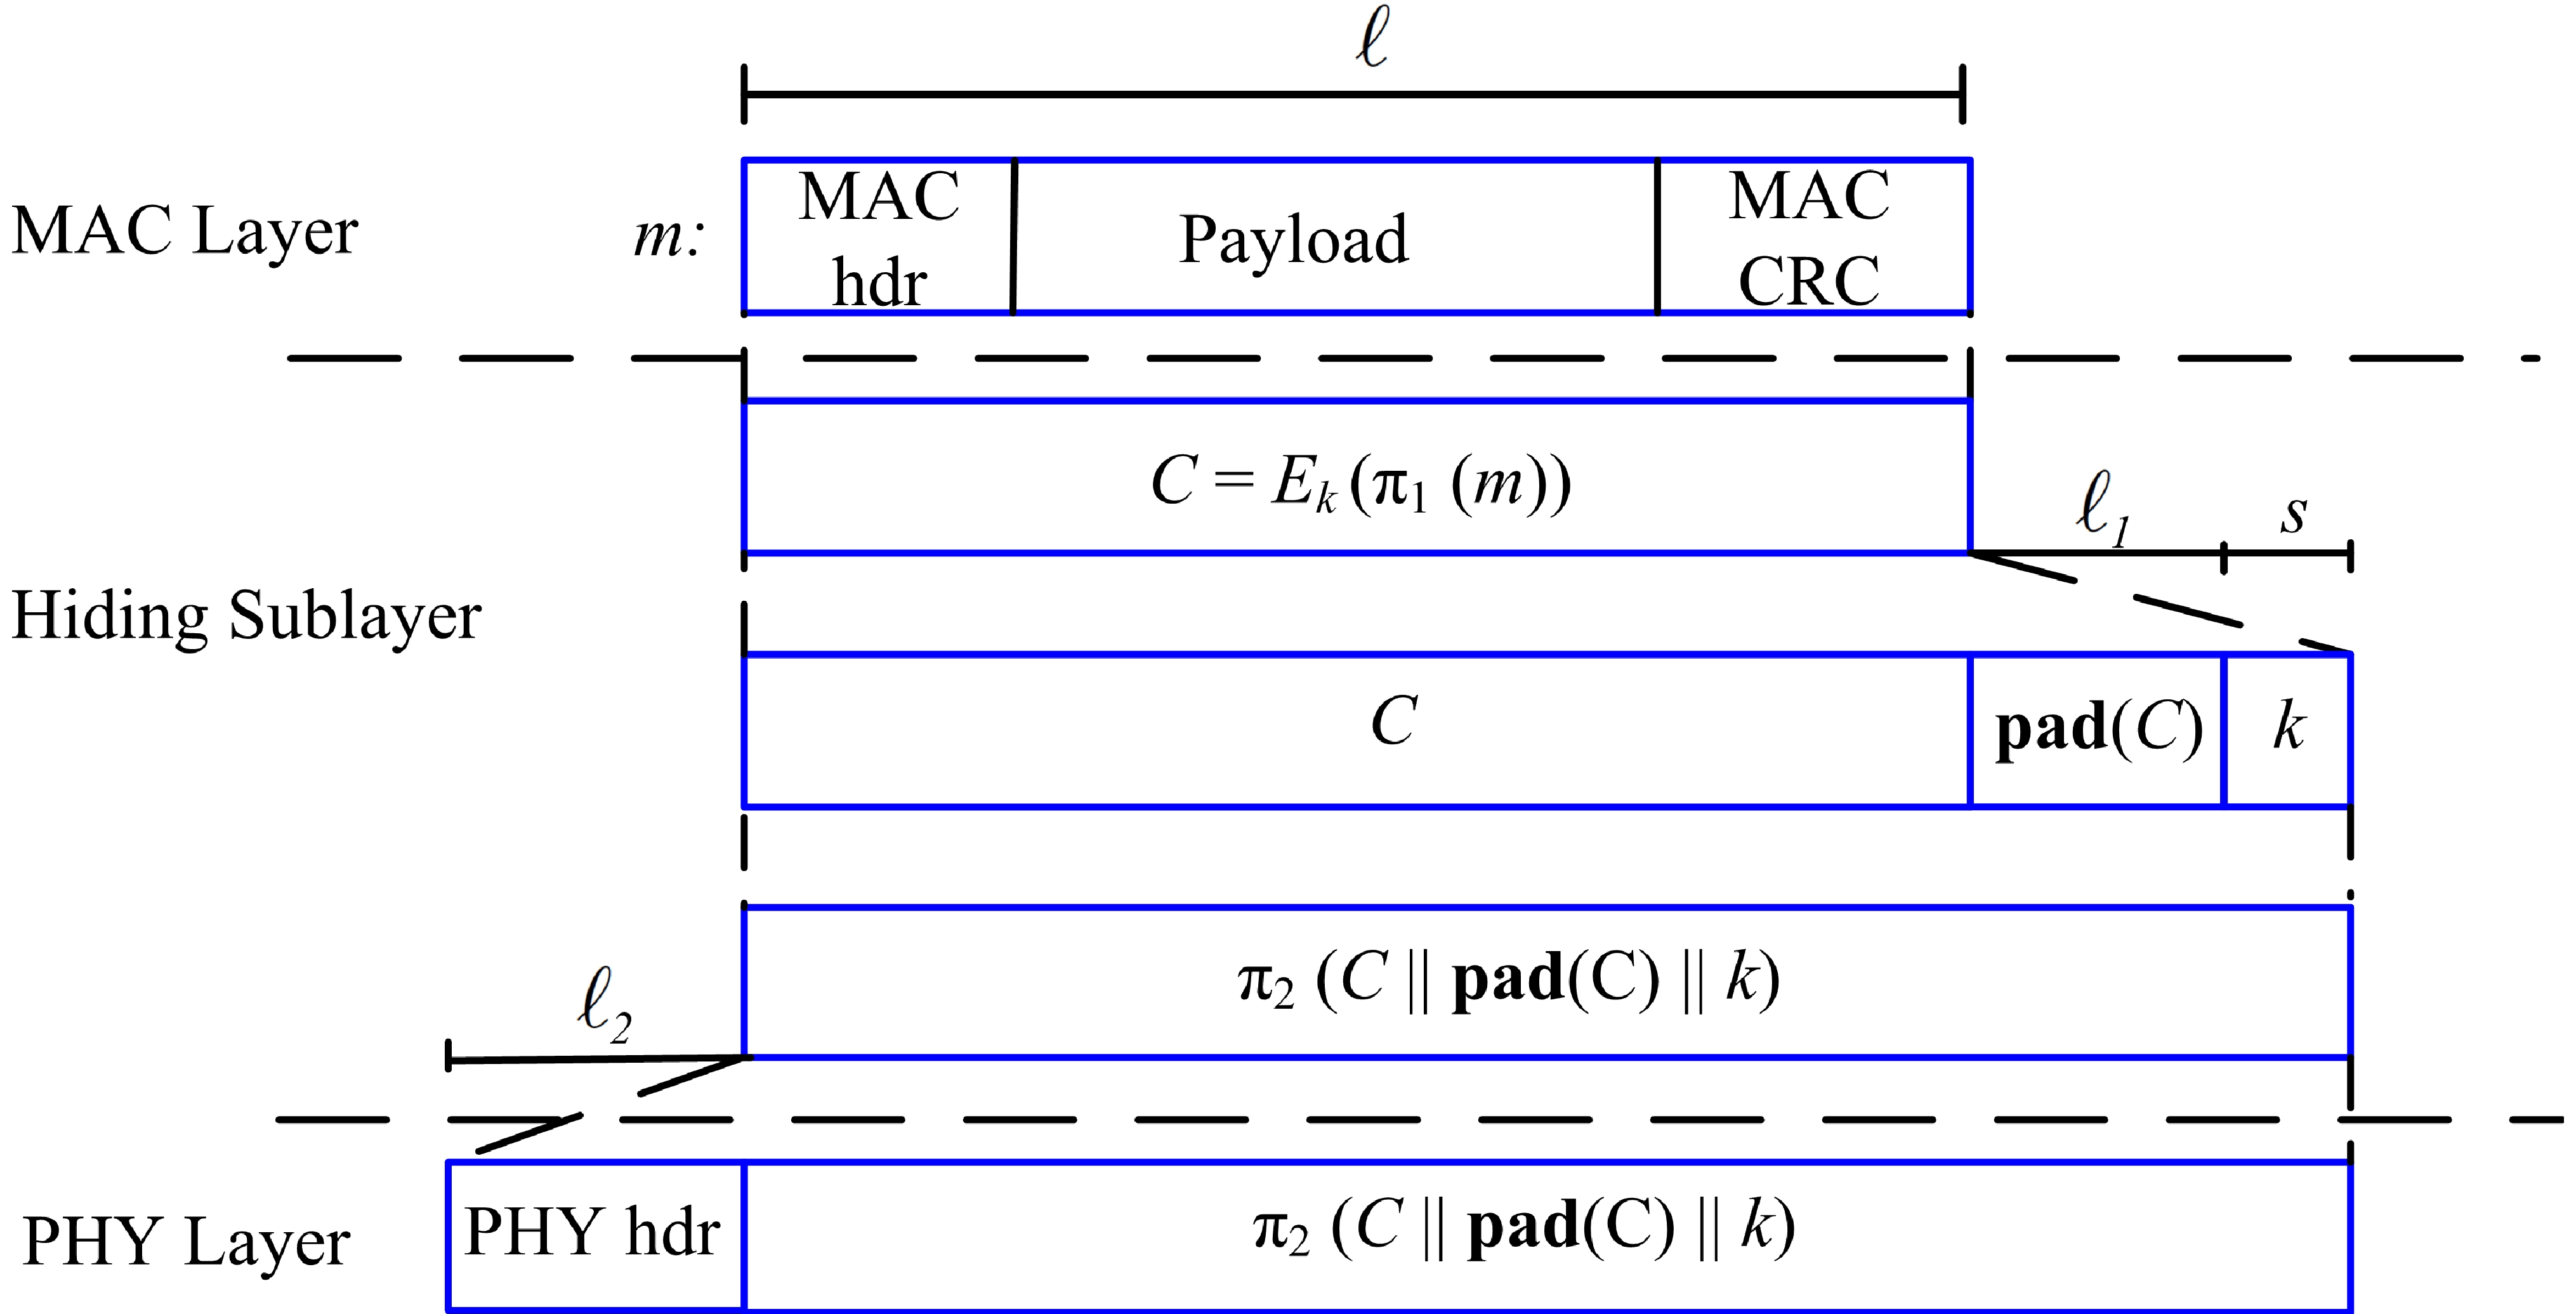 ℓ
MAC Layer
m:
MAC
hdr
Payload
MAC
CRC
C = Eₖ(π₁ (m))
ℓ₁
s
Hiding Sublayer
C
pad(C)
k
π₂ (C || pad(C) || k)
ℓ₂
PHY Layer
PHY hdr
π₂ (C || pad(C) || k)